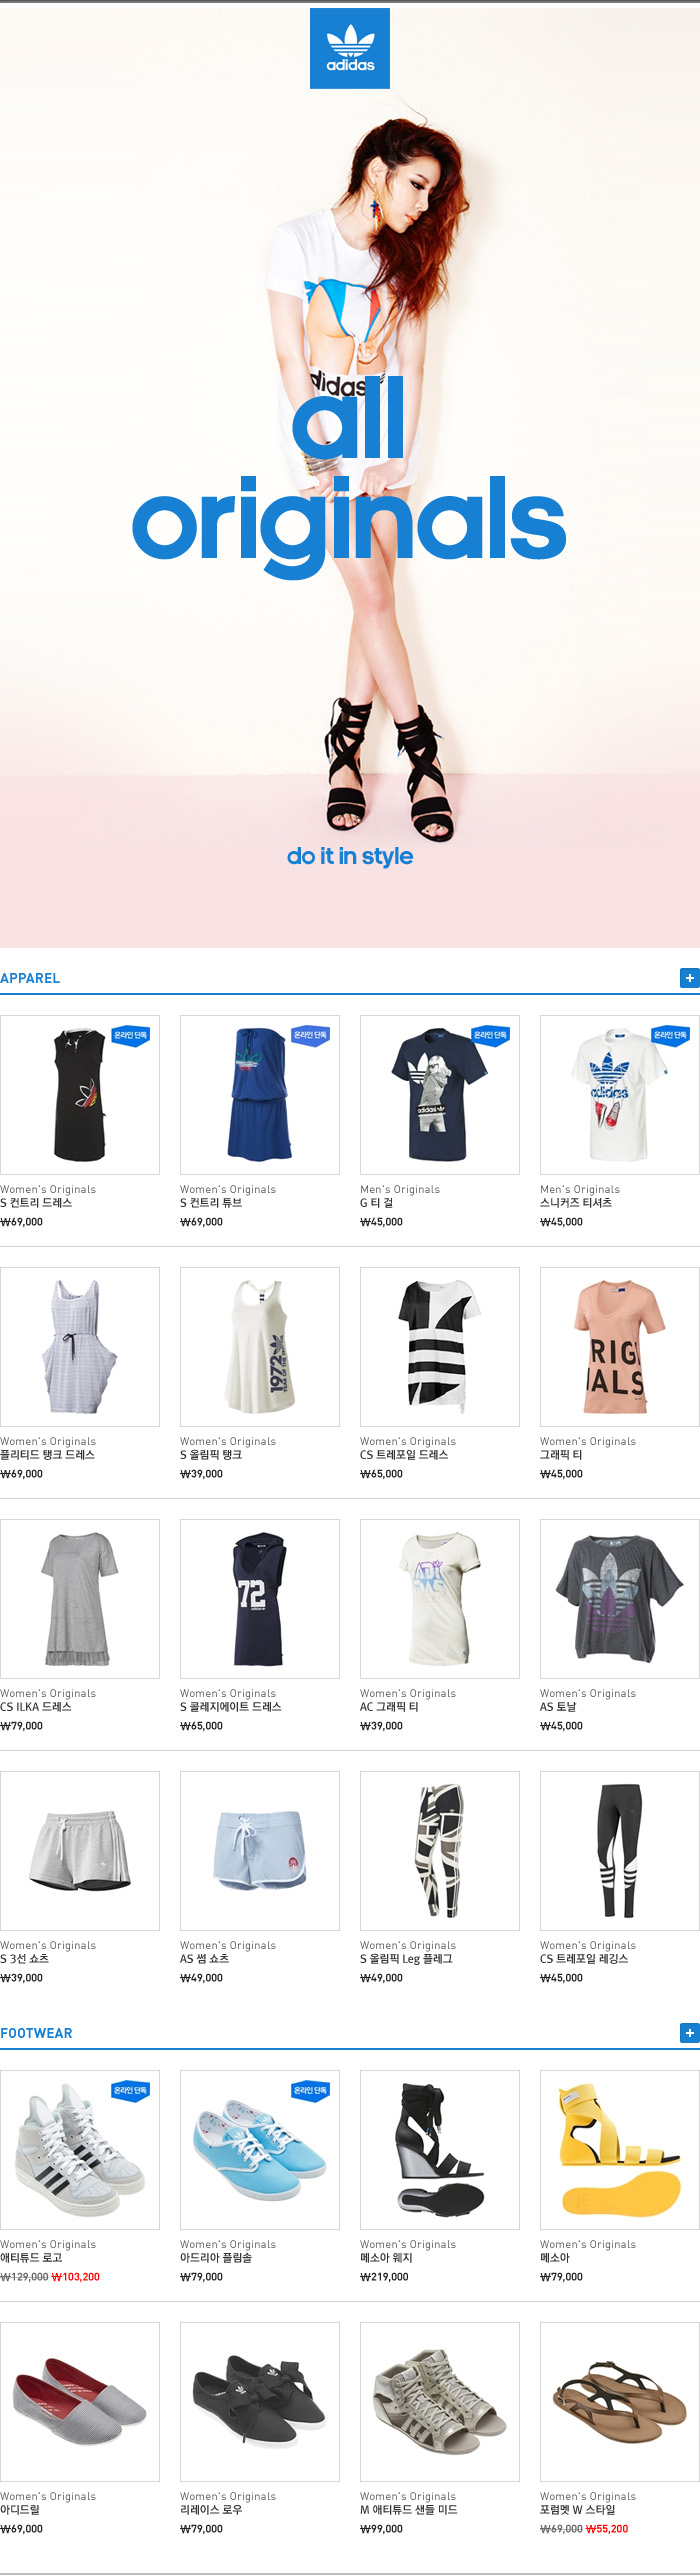 adidas
adidas
all
originals
do it in style
APPAREL
온라인 단독
온라인 단독
온라인 단독
온라인 단독
adidas
adidas
Women's Originals
Women's Originals
Men's Originals
Men's Originals
S 컨트리 드레스
S 컨트리 튜브
G 티 걸
스니커즈 티셔츠
₩69,000
₩69,000
₩45,000
₩45,000
1972
RIGI
IALS
Women's Originals
Women's Originals
Women's Originals
Women's Originals
플리티드 탱크 드레스
S 올림픽 탱크
CS 트레포일 드레스
그래픽 티
₩69,000
₩39,000
₩65,000
₩45,000
72
ADI
DAS
Women's Originals
Women's Originals
Women's Originals
Women's Originals
CS ILKA 드레스
S 콜레지에이트 드레스
AC 그래픽 티
AS 토날
₩79,000
₩65,000
₩39,000
₩45,000
Women's Originals
Women's Originals
Women's Originals
Women's Originals
S 3선 쇼츠
AS 썸 쇼츠
S 올림픽 Leg 플레그
CS 트레포일 레깅스
₩39,000
₩49,000
₩49,000
₩45,000
FOOTWEAR
온라인 단독
온라인 단독
Women's Originals
Women's Originals
Women's Originals
Women's Originals
애티튜드 로고
아드리아 플림솔
메소아 웨지
메소아
₩129,000 ₩103,200
₩79,000
₩219,000
₩79,000
Women's Originals
Women's Originals
Women's Originals
Women's Originals
아디드릴
리레이스 로우
M 애티튜드 샌들 미드
포럼멧 W 스타일
₩69,000
₩79,000
₩99,000
₩69,000 ₩55,200